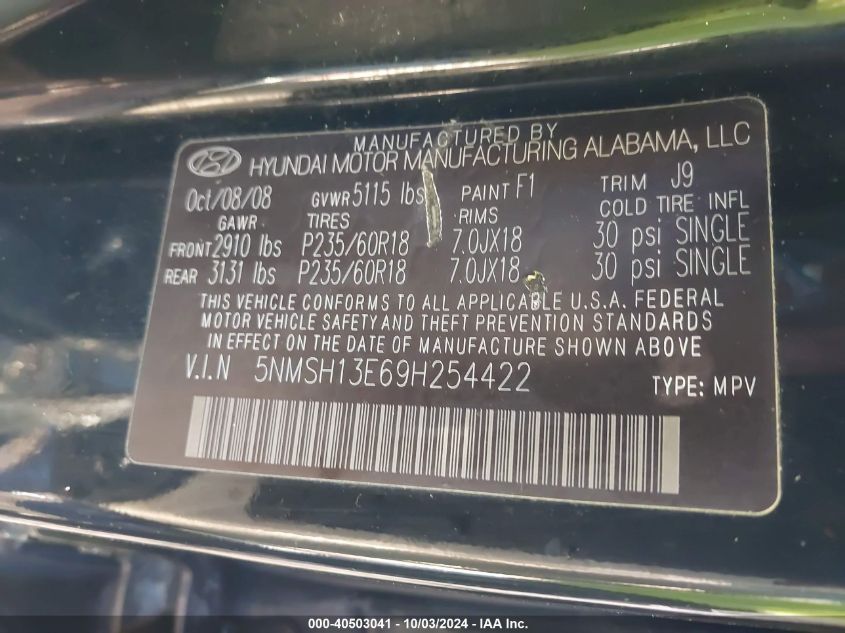 MANUFACTURED BY
HYUNDAI MOTOR MANUFACTURING ALABAMA, LLC
Oct/08/08 GVWR 5115 lbs PAINT F1 TRIM J9
GAWR TIRES RIMS COLD TIRE INFL
FRONT 2910 lbs P235/60R18 7.0JX18 30 psi SINGLE
REAR 3131 lbs P235/60R18 7.0JX18 30 psi SINGLE
THIS VEHICLE CONFORMS TO ALL APPLICABLE U.S.A. FEDERAL
MOTOR VEHICLE SAFETY AND THEFT PREVENTION STANDARDS
IN EFFECT ON THE DATE OF MANUFACTURE SHOWN ABOVE
V.I.N 5NMSH13E69H254422 TYPE: MPV
000-40503041 - 10/03/2024 - IAA Inc.